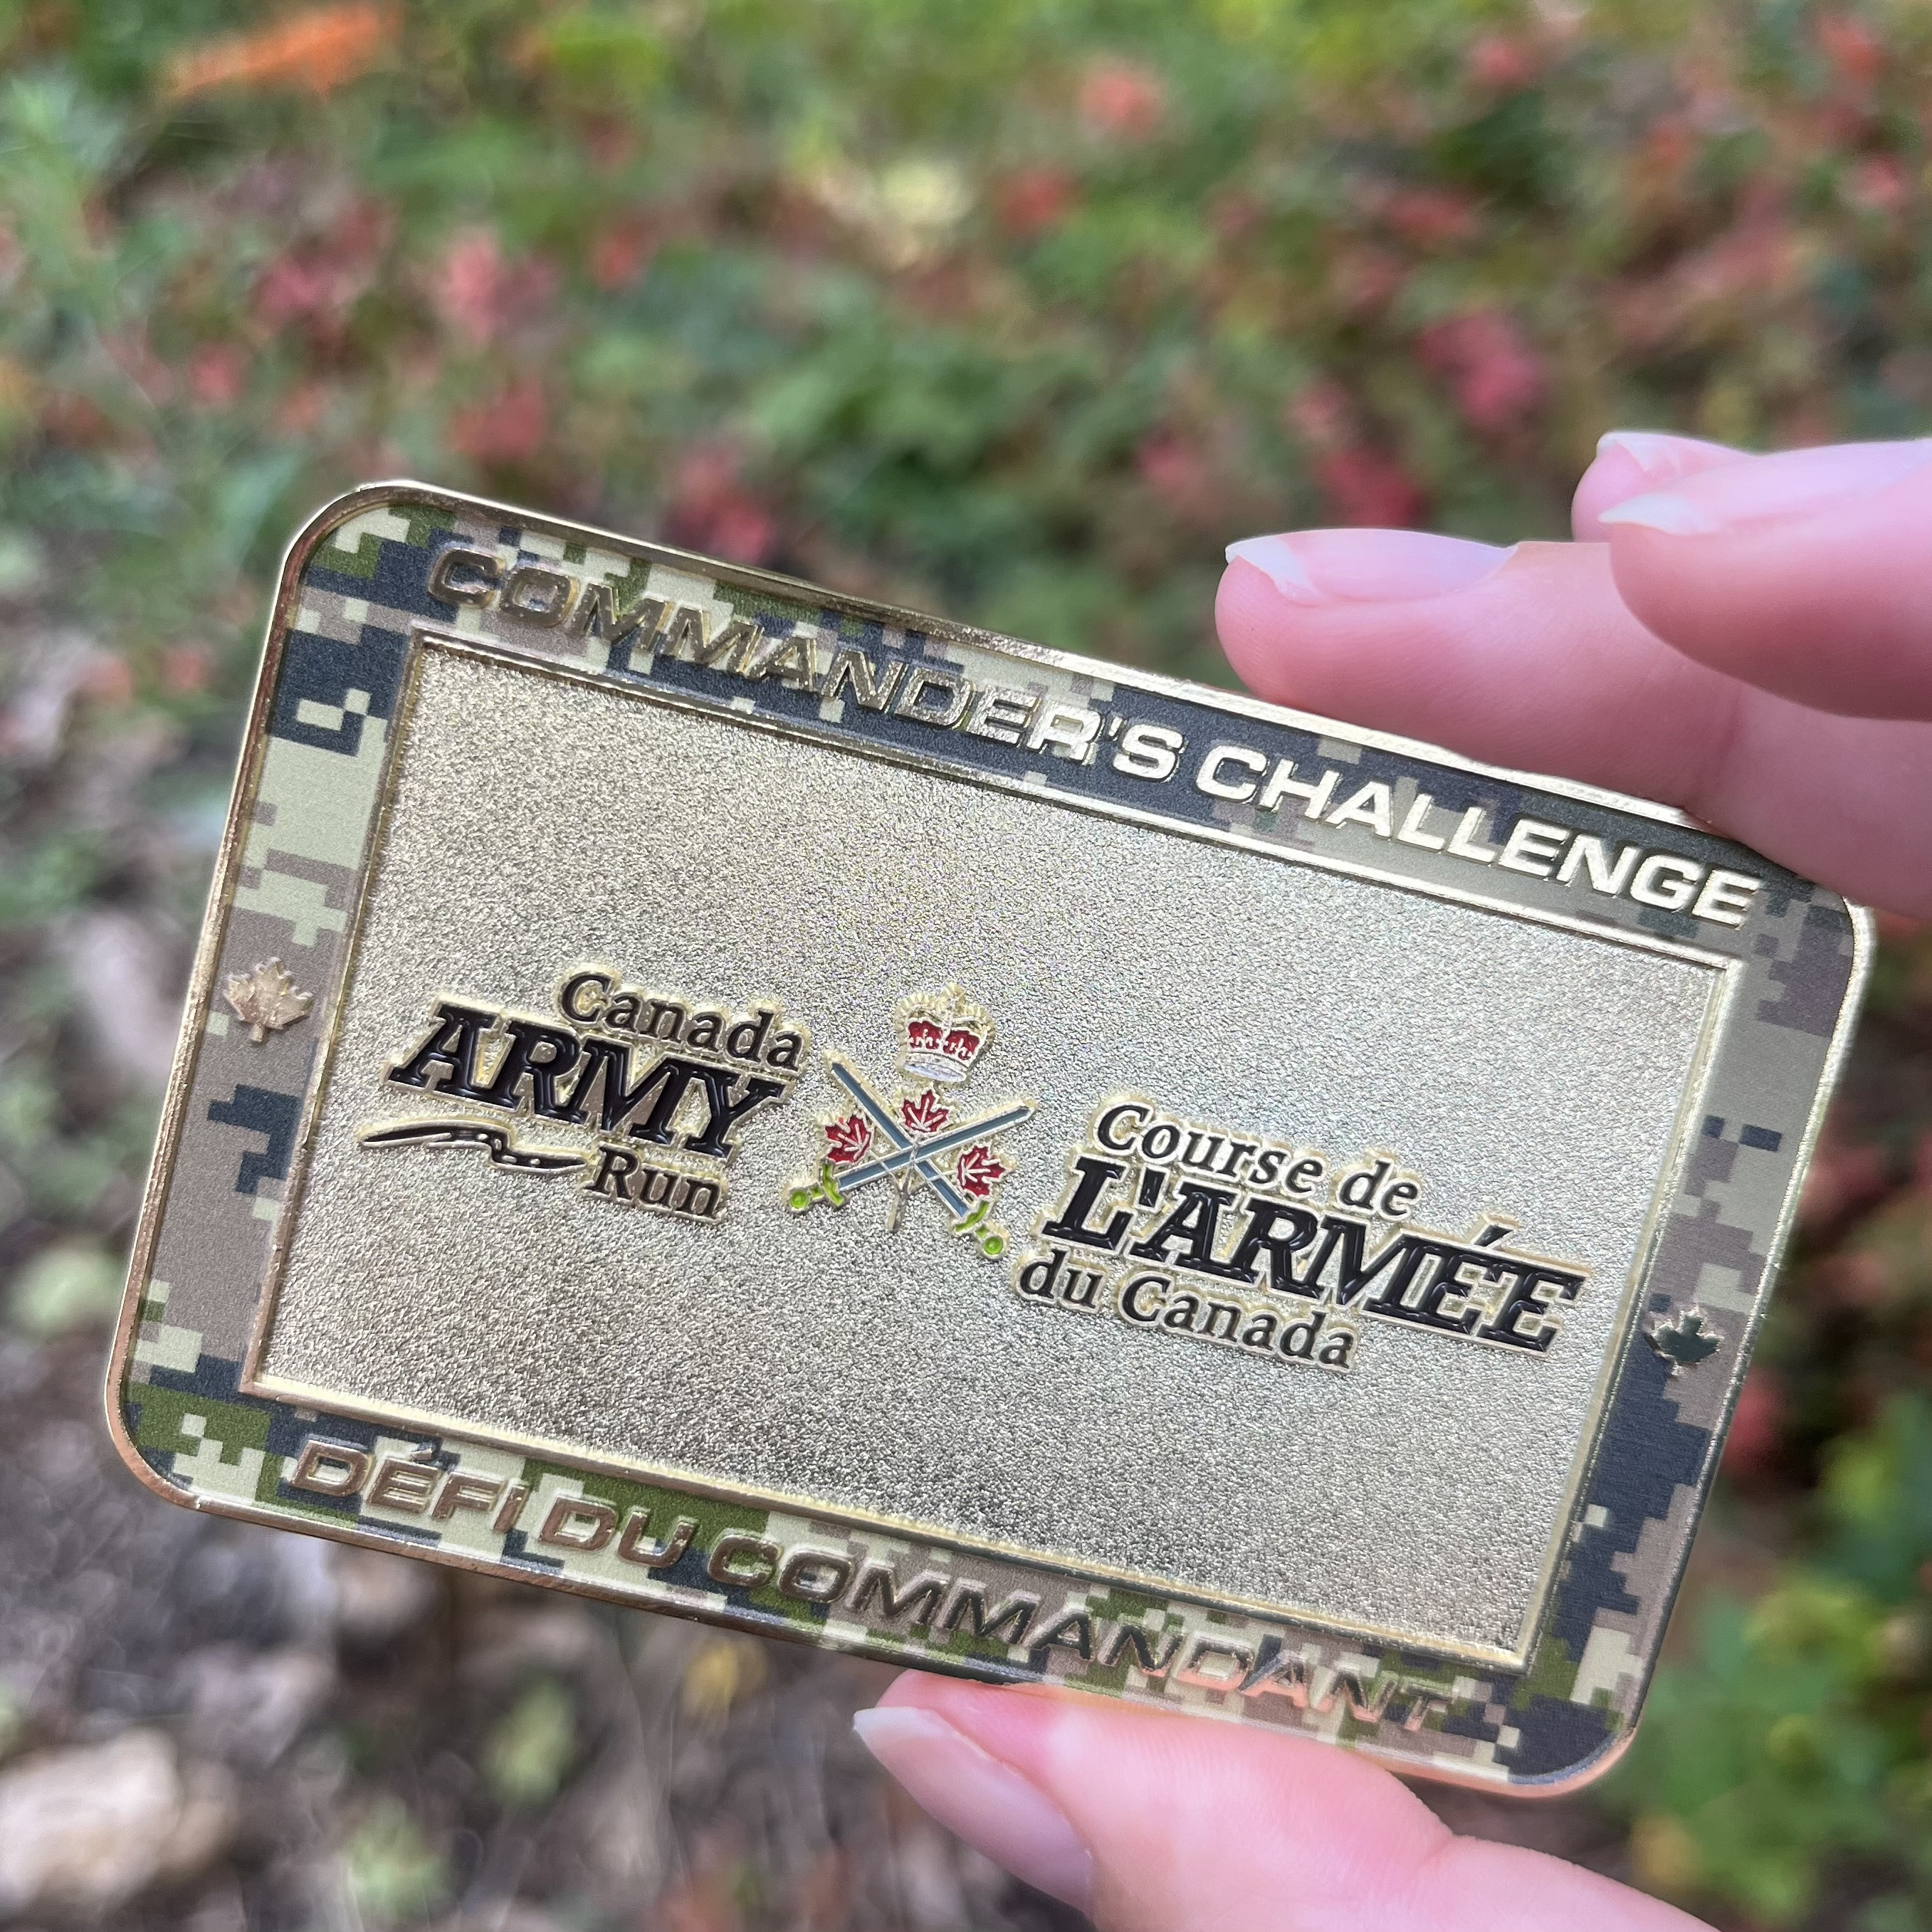 COMMANDER'S CHALLENGE
Canada
ARMY
Run
Course de
L'ARMÉE
du Canada
DÉFI DU COMMANDANT